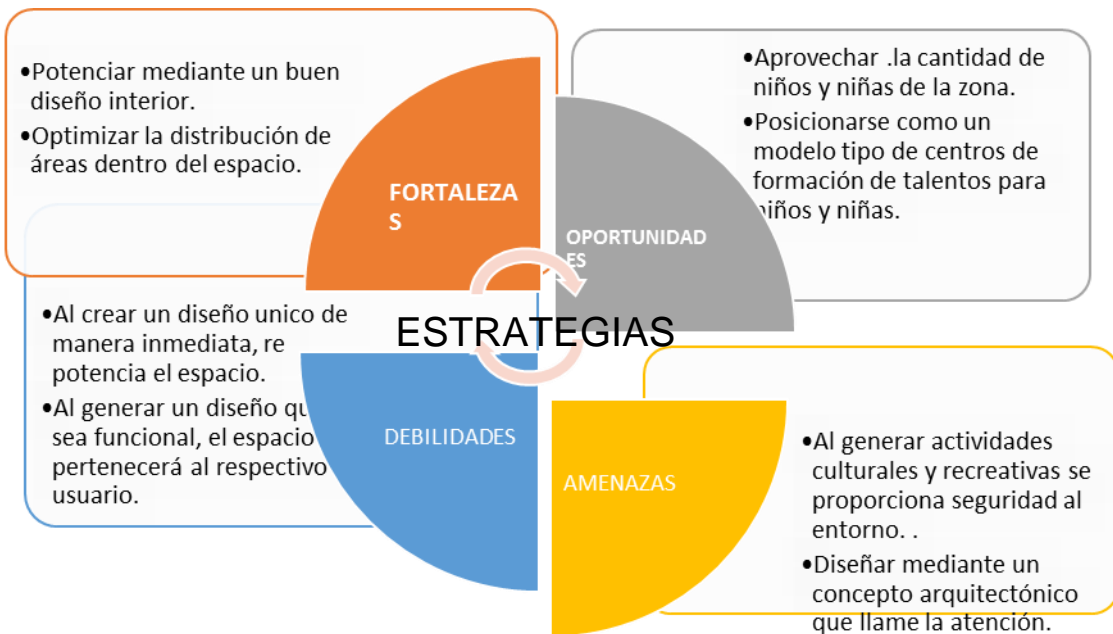 •Potenciar mediante un buen
diseño interior.
•Optimizar la distribución de
áreas dentro del espacio.
FORTALEZA
S
•Aprovechar .la cantidad de
niños y niñas de la zona.
•Posicionarse como un
modelo tipo de centros de
formación de talentos para
niños y niñas.
OPORTUNIDAD
ES
ESTRATEGIAS
•Al crear un diseño unico de
manera inmediata, re
potencia el espacio.
•Al generar un diseño qu
sea funcional, el espacio
pertenecerá al respectivo
usuario.
DEBILIDADES
AMENAZAS
•Al generar actividades
culturales y recreativas se
proporciona seguridad al
entorno. .
•Diseñar mediante un
concepto arquitectónico
que llame la atención.